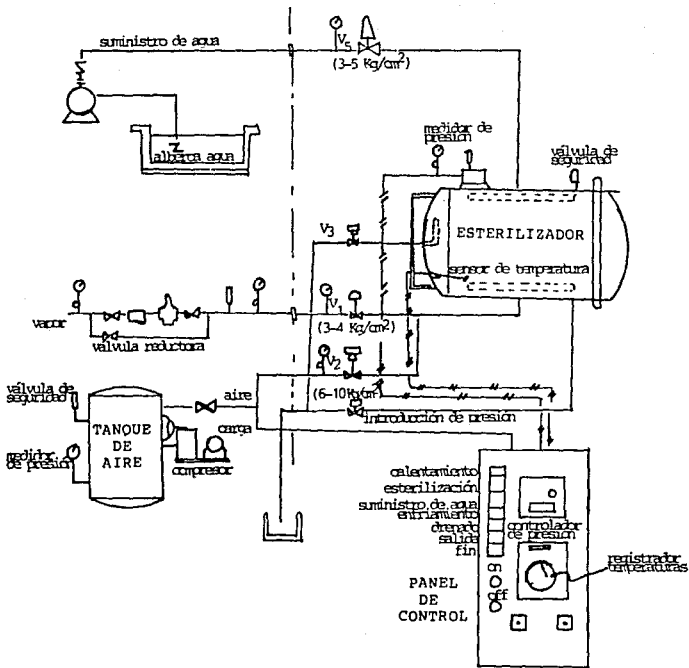 suministro de agua
V5
(3-5 Kg/cm²)
alberca agua
medidor de
presión
válvula de
seguridad
V3
ESTERILIZADOR
sensor de temperatura
vapor
válvula reductora
V1
(3-4 Kg/cm²)
V2
(6-10Kg/cm²
válvula de
seguridad
aire
carga
introducción de presión
TANQUE
DE
AIRE
medidor
de presión
compresor
calentamiento
esterilización
suministro de agua
enfriamiento
drenado
salida
fin
controlador
de presión
on
off
registrador
temperaturas
PANEL
DE
CONTROL